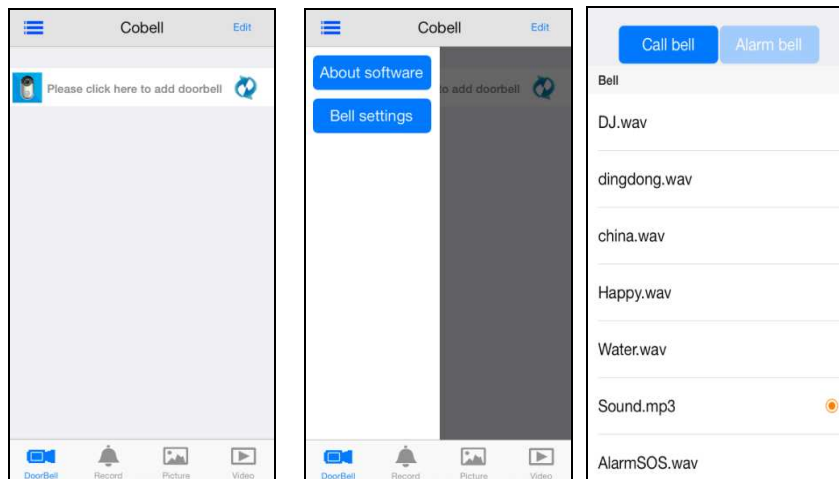 Cobell Edit
Please click here to add doorbell
DoorBell Record Picture Video
Cobell Edit
About software
to add doorbell
Bell settings
DoorBell Record Picture Video
Call bell Alarm bell
Bell
DJ.wav
dingdong.wav
china.wav
Happy.wav
Water.wav
Sound.mp3
AlarmSOS.wav